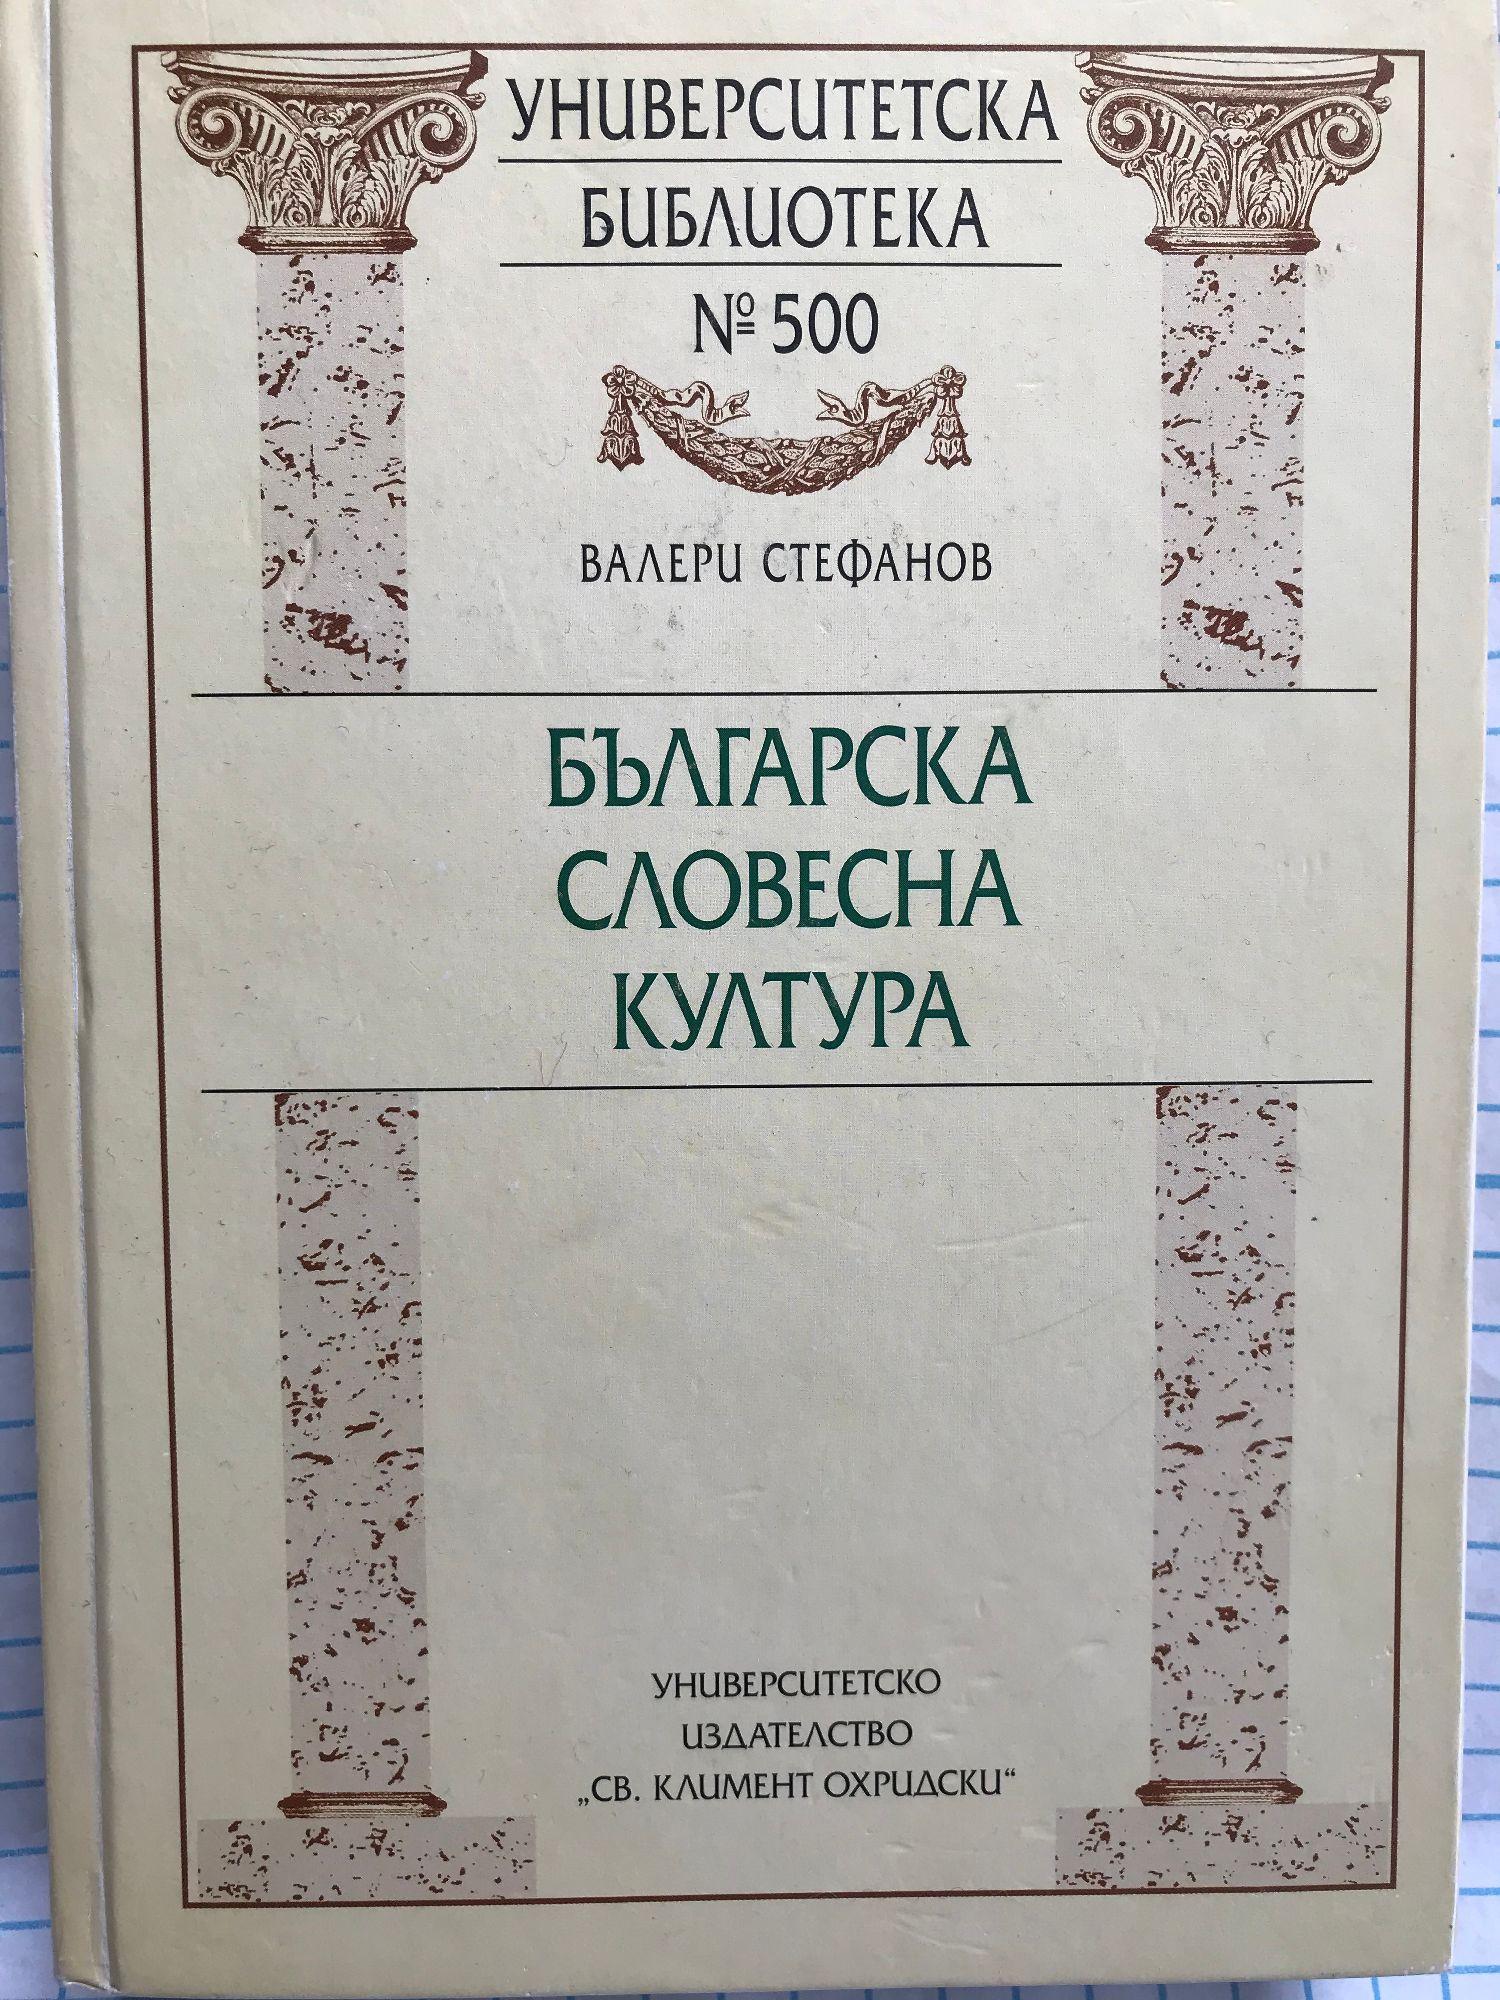 УНИВЕРСИТЕТСКА
БИБЛИОТЕКА
№ 500
ВАЛЕРИ СТЕФАНОВ
БЪЛГАРСКА
СЛОВЕСНА
КУЛТУРА
УНИВЕРСИТЕТСКО
ИЗДАТЕЛСТВО
„СВ. КЛИМЕНТ ОХРИДСКИ“